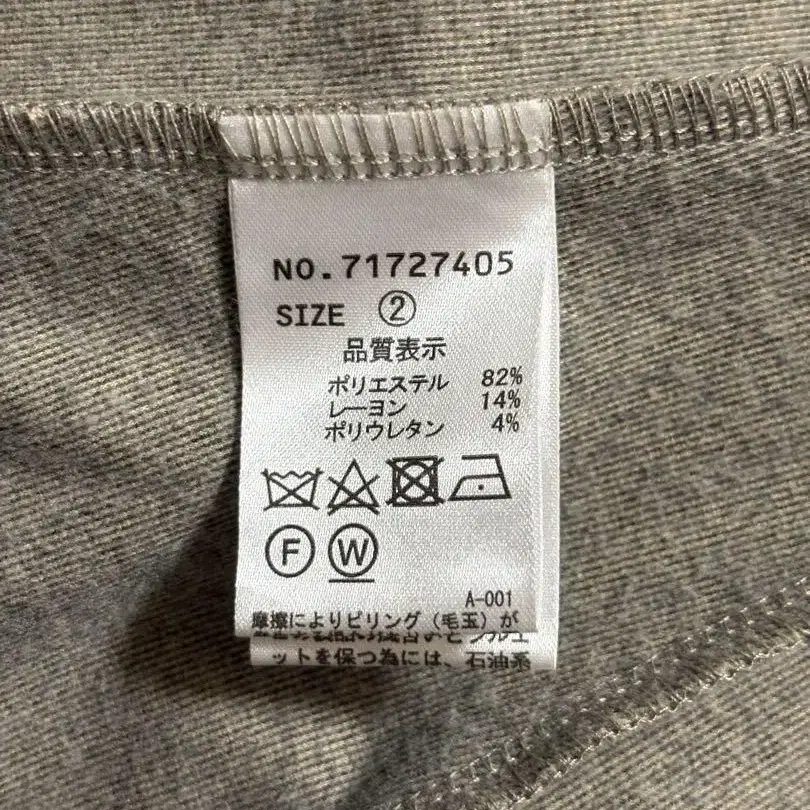 NO.71727405
SIZE ②
品質表示
ポリエステル 82%
レーヨン 14%
ポリウレタン 4%
F W
A-001
摩擦によりピリング（毛玉）が
ットを保つ為には、石油系